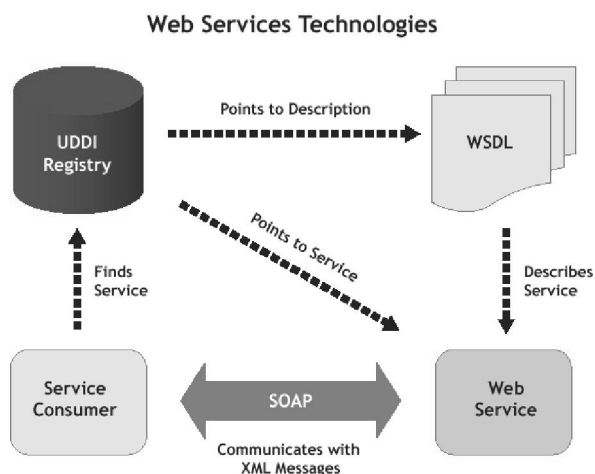 Web Services Technologies
UDDI
Registry
Points to Description
WSDL
Points to Service
Finds
Service
Describes
Service
Service
Consumer
SOAP
Web
Service
Communicates with
XML Messages